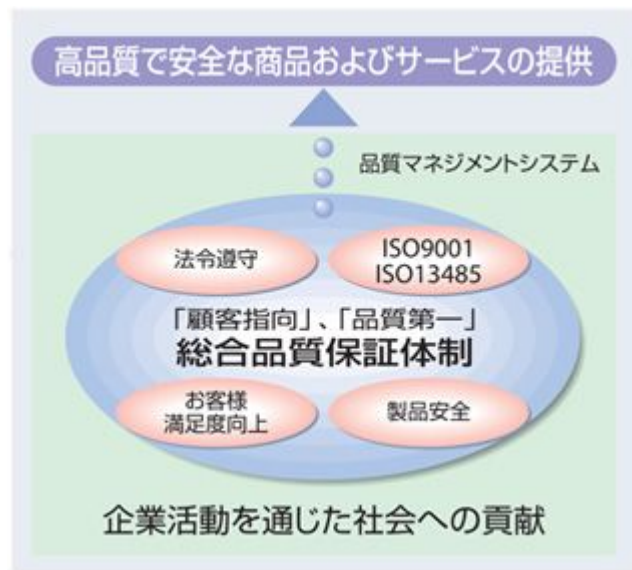 高品質で安全な商品およびサービスの提供
品質マネジメントシステム
法令遵守
ISO9001
ISO13485
「顧客指向」、「品質第一」
総合品質保証体制
お客様
満足度向上
製品安全
企業活動を通じた社会への貢献